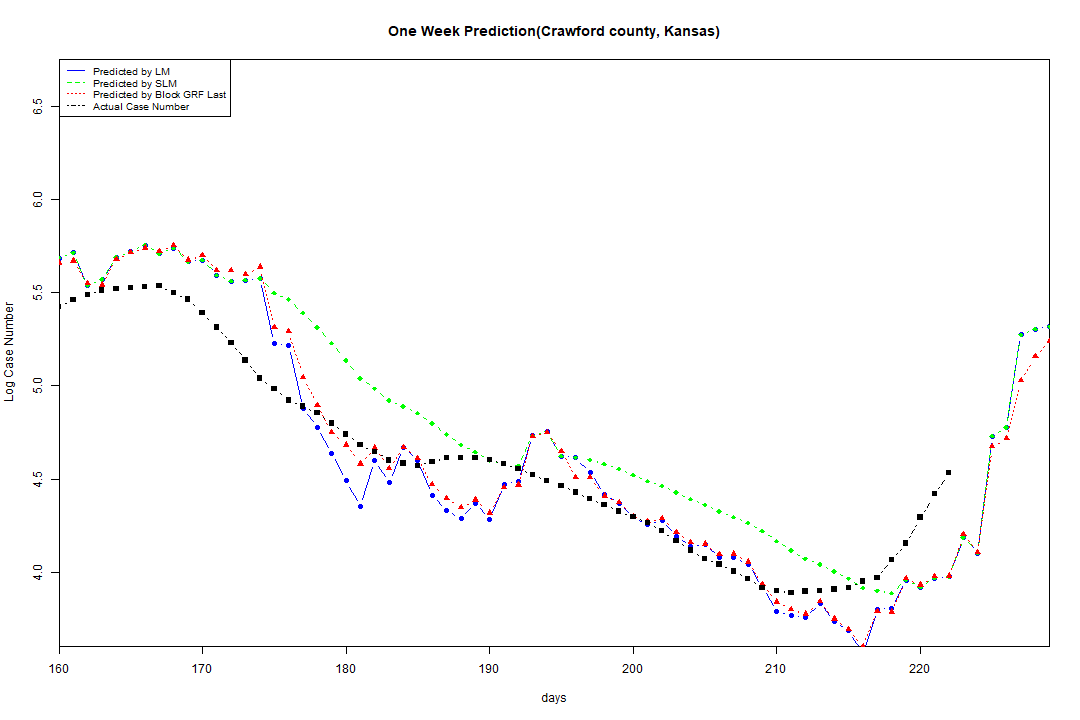 One Week Prediction(Crawford county, Kansas)
Predicted by LM
Predicted by SLM
Predicted by Block GRF Last
Actual Case Number
6.5
6.0
5.5
5.0
4.5
4.0
Log Case Number
160 170 180 190 200 210 220
days